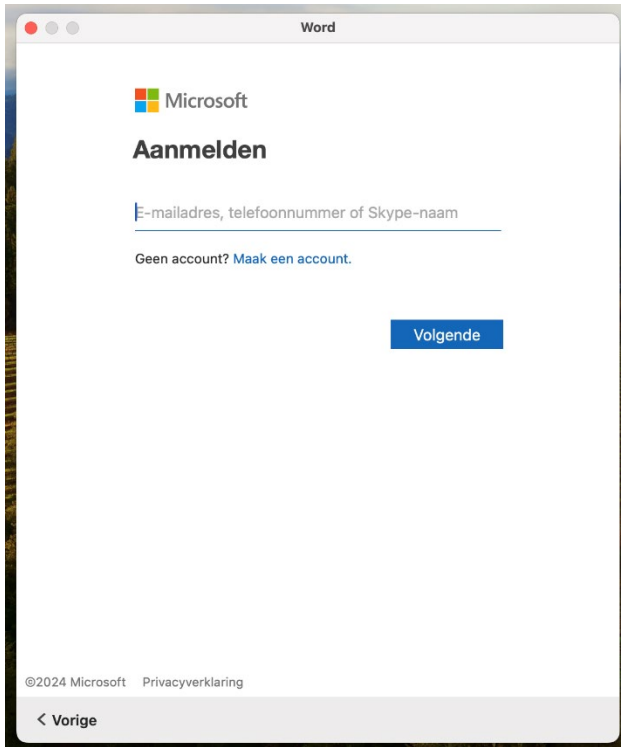 Word
Microsoft
Aanmelden
E-mailadres, telefoonnummer of Skype-naam
Geen account? Maak een account.
Volgende
©2024 Microsoft Privacyverklaring
< Vorige